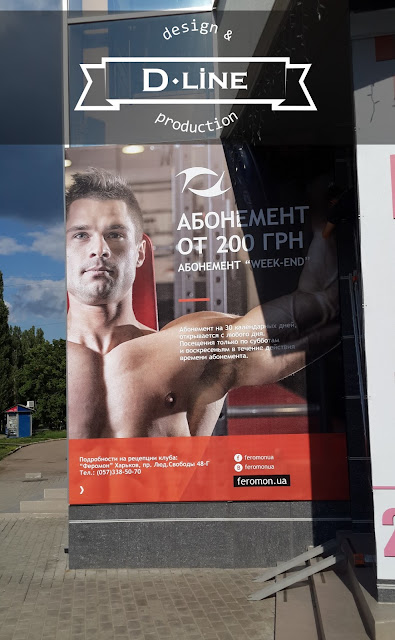 design &
D·LINE
production
АБОНЕМЕНТ
ОТ 200 ГРН
АБОНЕМЕНТ "WEEK-END"
Абонемент на 30 календарных дней,
открывается с любого дня.
Посещения только по субботам
и воскресеньям в течение действия
времени абонемента.
Подробности на рецепции клуба:
"Феромон" Харьков, пр. Люд.Свободы 48-Г
Тел.: (057)338-50-70
feromonua
feromonua
feromon.ua